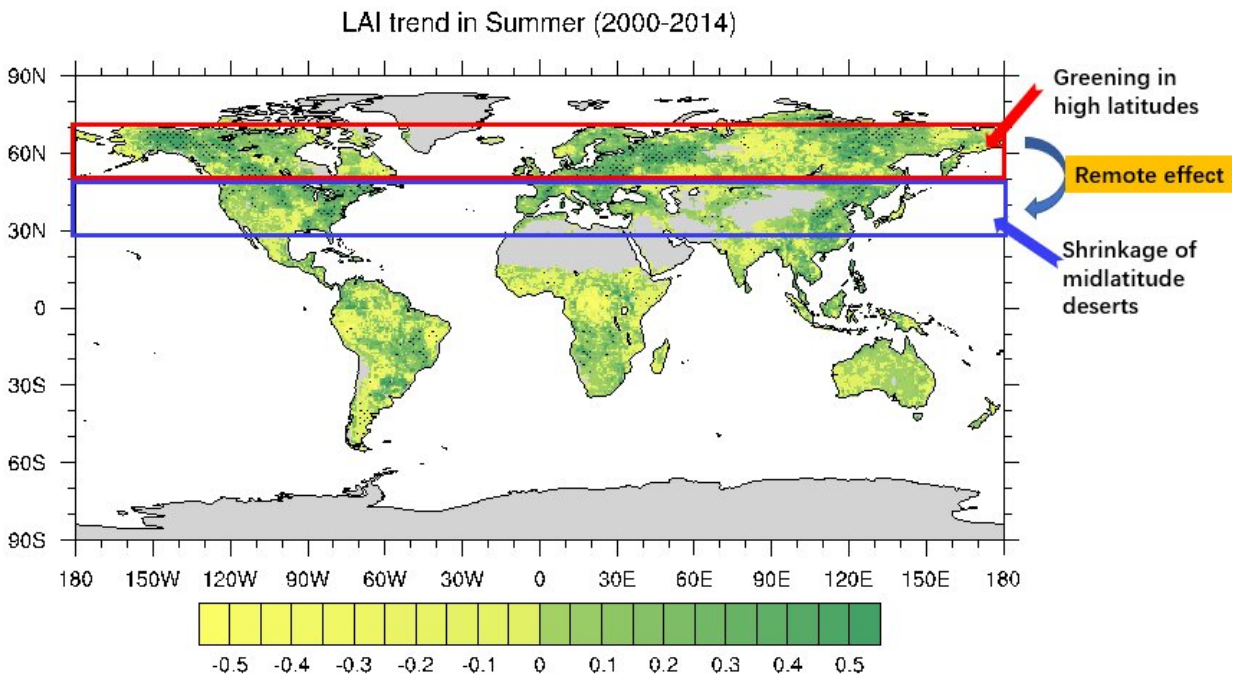 LAI trend in Summer (2000-2014)
90N
60N
30N
0
30S
60S
90S
180 150W 120W 90W 60W 30W 0 30E 60E 90E 120E 150E 180
-0.5 -0.4 -0.3 -0.2 -0.1 0 0.1 0.2 0.3 0.4 0.5
Greening in
high latitudes
Remote effect
Shrinkage of
midlatitude
deserts